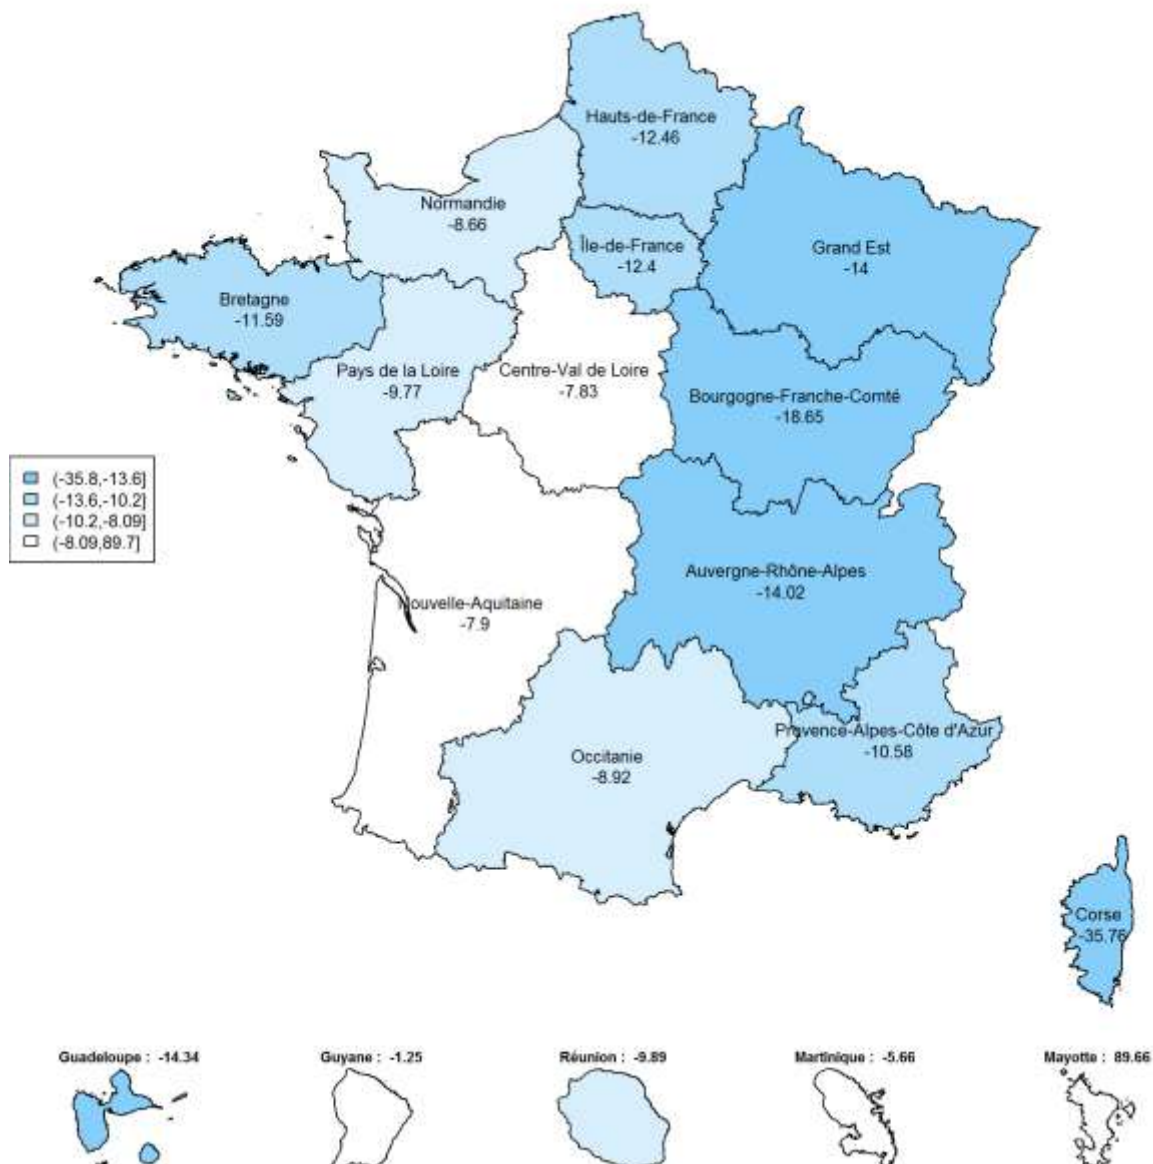 Hauts-de-France
-12.46
Normandie
-8.66
Île-de-France
-12.4
Grand Est
-14
Bretagne
-11.59
Pays de la Loire
-9.77
Centre-Val de Loire
-7.83
Bourgogne-Franche-Comté
-18.65
(-35.8,-13.6]
(-13.6,-10.2]
(-10.2,-8.09]
(-8.09,89.7]
Auvergne-Rhône-Alpes
-14.02
Nouvelle-Aquitaine
-7.9
Provence-Alpes-Côte d'Azur
-10.58
Occitanie
-8.92
Corse
-35.76
Guadeloupe : -14.34
Guyane : -1.25
Réunion : -9.89
Martinique : -5.66
Mayotte : 89.66